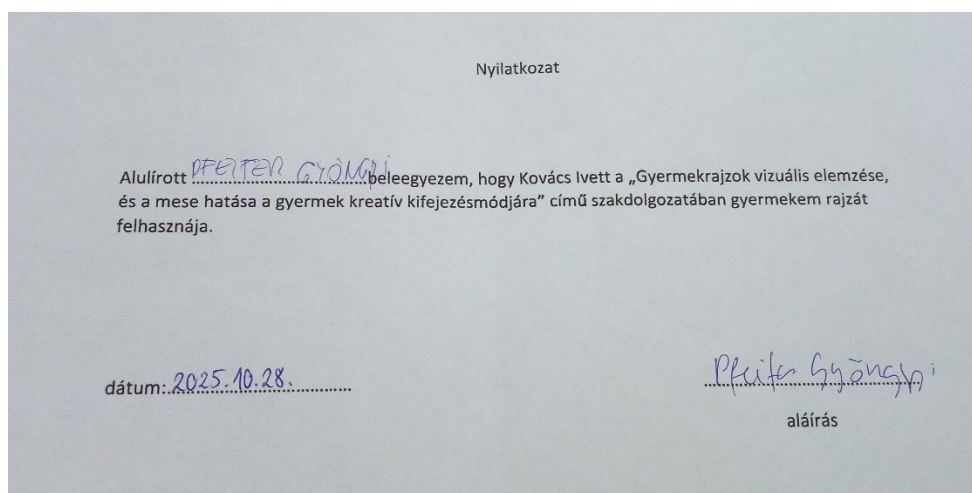 Nyilatkozat
Alulírott PFEIFER GYÖNGYI beleegyezem, hogy Kovács Ivett a „Gyermekrajzok vizuális elemzése,
és a mese hatása a gyermek kreatív kifejezésmódjára” című szakdolgozatában gyermekem rajzát
felhasználja.
dátum: 2025.10.28.
Pfeifer Gyöngyi
aláírás